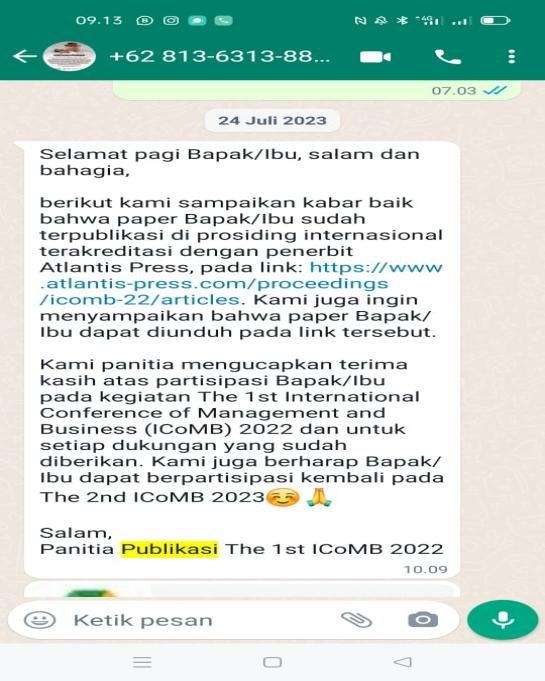 09.13
4G
+62 813-6313-88...
07.03
24 Juli 2023
Selamat pagi Bapak/Ibu, salam dan
bahagia,
berikut kami sampaikan kabar baik
bahwa paper Bapak/Ibu sudah
terpublikasi di prosiding internasional
terakreditasi dengan penerbit
Atlantis Press, pada link: https://www
.atlantis-press.com/proceedings
/icomb-22/articles. Kami juga ingin
menyampaikan bahwa paper Bapak/
Ibu dapat diunduh pada link tersebut.
Kami panitia mengucapkan terima
kasih atas partisipasi Bapak/Ibu
pada kegiatan The 1st International
Conference of Management and
Business (ICoMB) 2022 dan untuk
setiap dukungan yang sudah
diberikan. Kami juga berharap Bapak/
Ibu dapat berpartisipasi kembali pada
The 2nd ICoMB 2023☺️🙏
Salam,
Panitia Publikasi The 1st ICoMB 2022
10.09
Ketik pesan